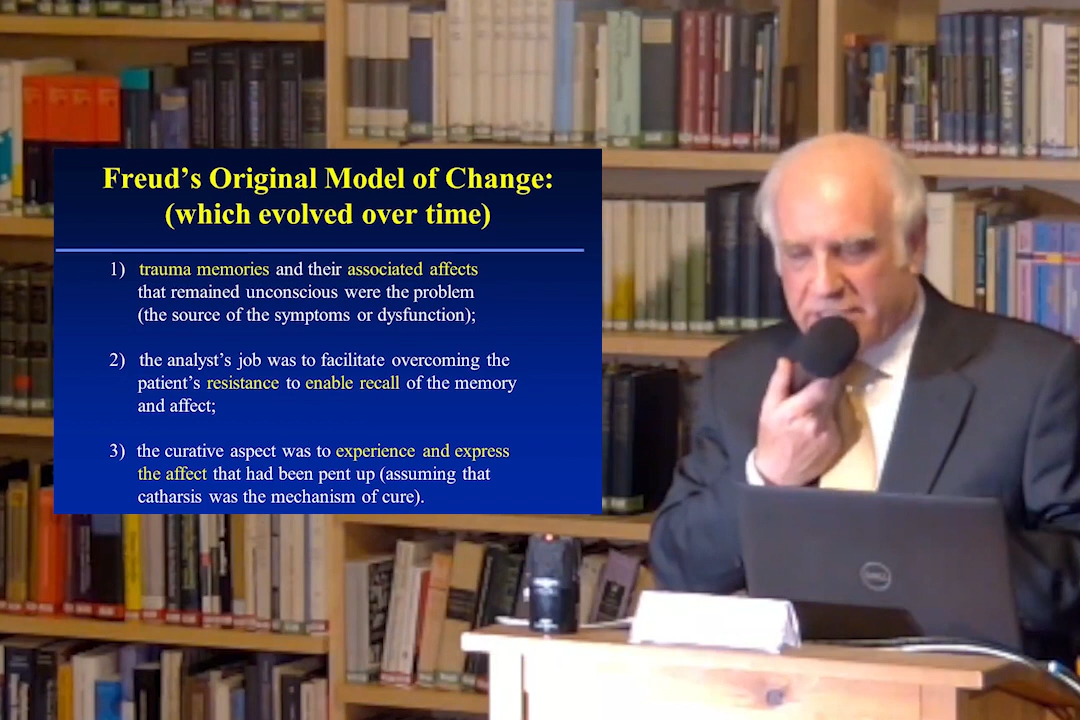 Freud’s Original Model of Change:
(which evolved over time)
1) trauma memories and their associated affects
that remained unconscious were the problem
(the source of the symptoms or dysfunction);
2) the analyst’s job was to facilitate overcoming the
patient’s resistance to enable recall of the memory
and affect;
3) the curative aspect was to experience and express
the affect that had been pent up (assuming that
catharsis was the mechanism of cure).
DELL